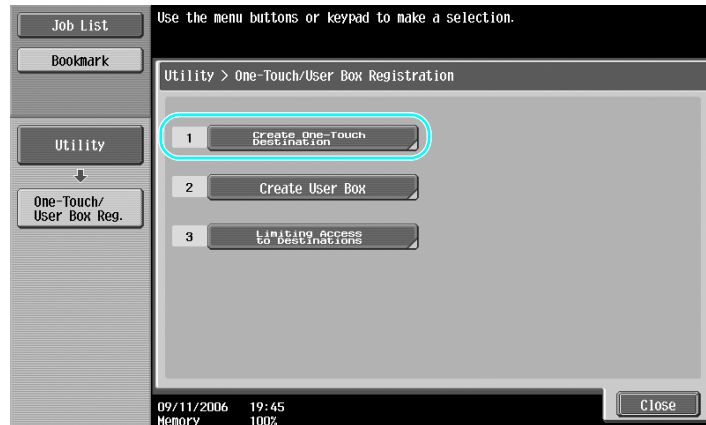 Job List
Bookmark
Use the menu buttons or keypad to make a selection.
Utility > One-Touch/User Box Registration
Utility
One-Touch/
User Box Reg.
1
Create One-Touch
Destination
2
Create User Box
3
Limiting Access
to Destinations
09/11/2006 19:45
Memory 100%
Close